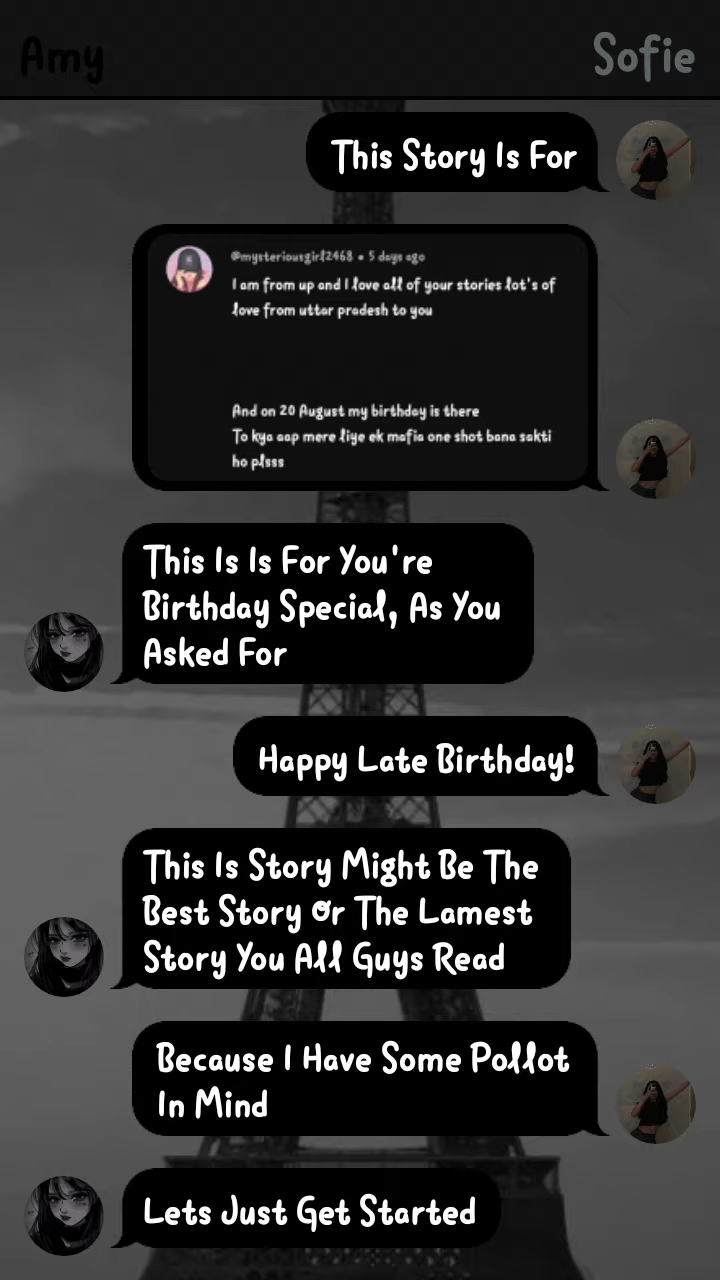 Amy
Sofie
This Story Is For
@mysteriousgirl2468 • 5 days ago
I am from up and I love all of your stories lot's of
love from uttar pradesh to you
And on 20 August my birthday is there
To kya aap mere liye ek mafia one shot bana sakti
ho plsss
This Is Is For You're
Birthday Special, As You
Asked For
Happy Late Birthday!
This Is Story Might Be The
Best Story Or The Lamest
Story You All Guys Read
Because I Have Some Pollot
In Mind
Lets Just Get Started